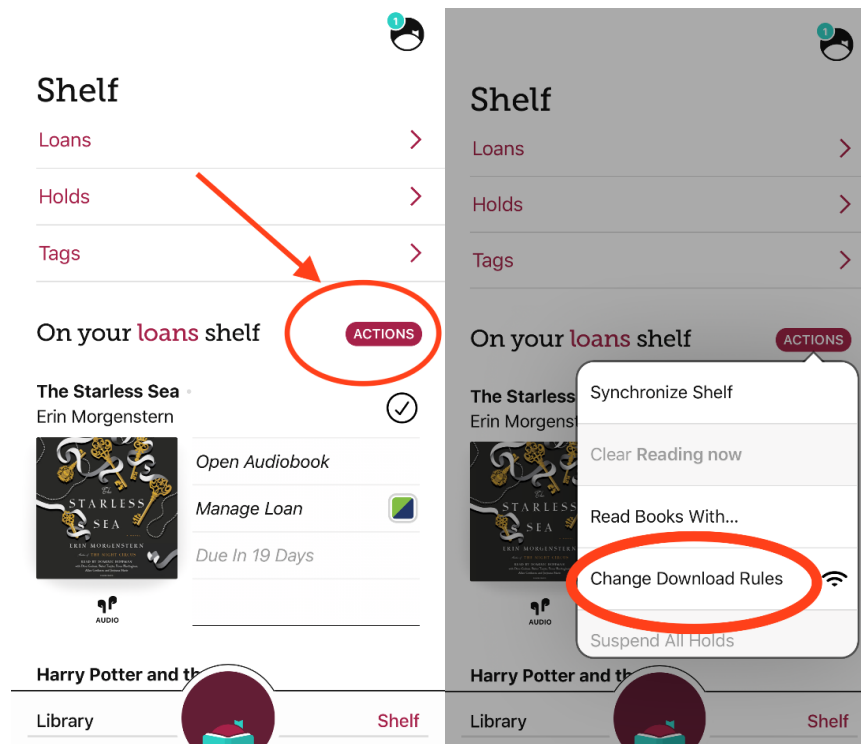 1
Shelf
Loans
Holds
Tags
On your loans shelf
ACTIONS
The Starless Sea
Erin Morgenstern
Open Audiobook
Manage Loan
Due In 19 Days
The
STARLESS
SEA
ERIN MORGENSTERN
AUDIO
Harry Potter and th
Library
Shelf
1
Shelf
Loans
Holds
Tags
On your loans shelf
ACTIONS
Synchronize Shelf
Clear Reading now
Read Books With...
Change Download Rules
Suspend All Holds
The Starless
Erin Morgenst
The
STARLESS
SEA
ERIN MORGENSTERN
AUDIO
Harry Potter and th
Library
Shelf